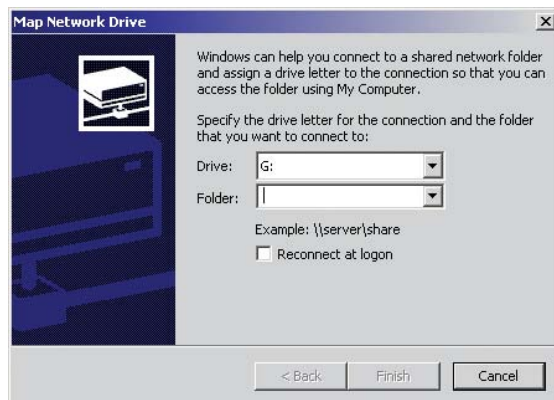 Map Network Drive
Windows can help you connect to a shared network folder
and assign a drive letter to the connection so that you can
access the folder using My Computer.
Specify the drive letter for the connection and the folder
that you want to connect to:
Drive: G:
Folder:
Example: \\server\share
Reconnect at logon
< Back Finish Cancel